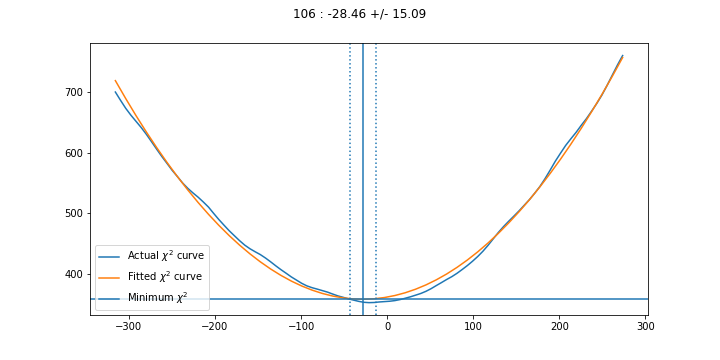 106 : -28.46 +/- 15.09
700
600
500
400
Actual χ² curve
Fitted χ² curve
Minimum χ²
−300 −200 −100 0 100 200 300